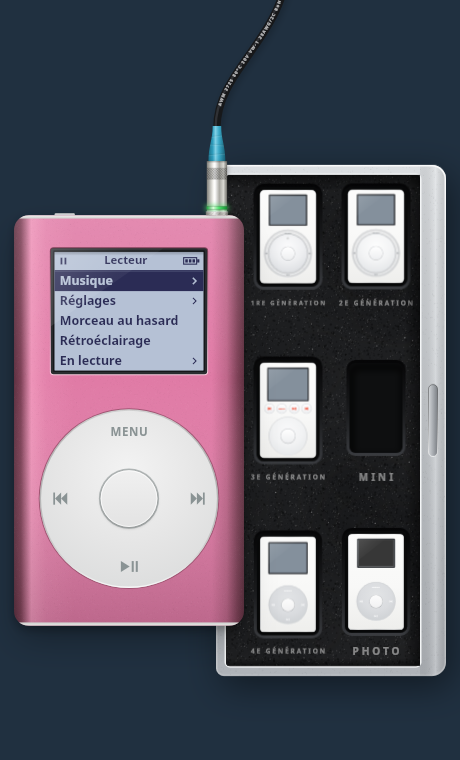 Lecteur
Musique
Réglages
Morceau au hasard
Rétroéclairage
En lecture
MENU
1RE GÉNÉRATION
2E GÉNÉRATION
3E GÉNÉRATION
MINI
4E GÉNÉRATION
PHOTO